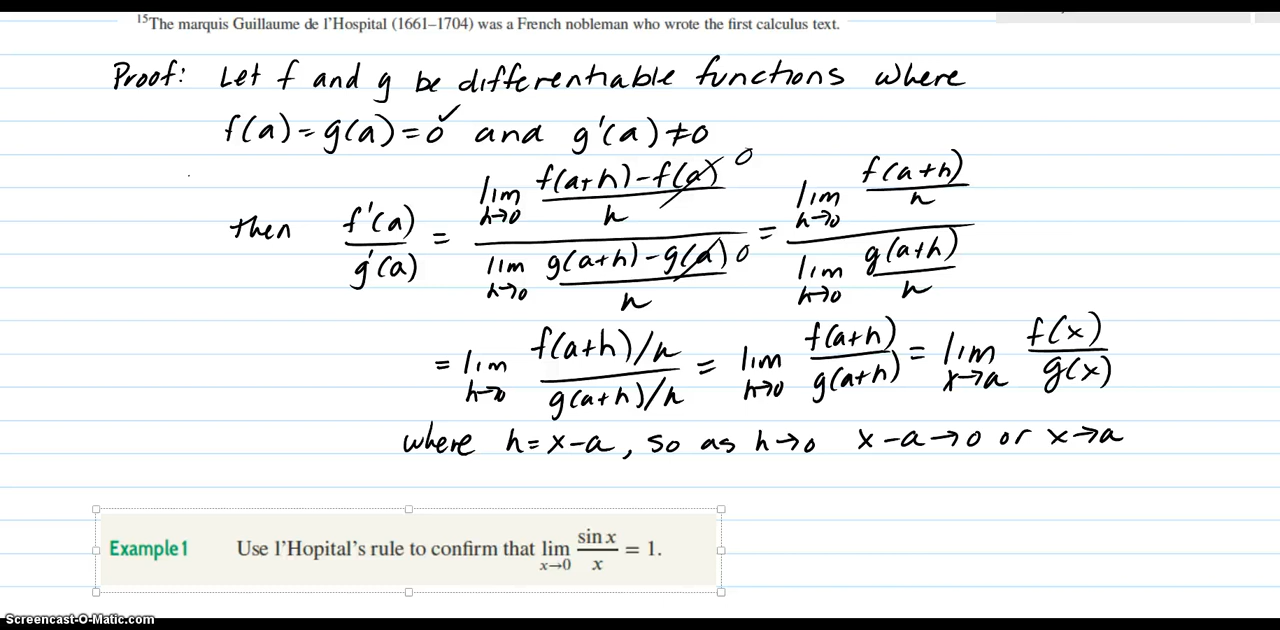 ¹⁵The marquis Guillaume de l'Hospital (1661–1704) was a French nobleman who wrote the first calculus text.
Proof: Let f and g be differentiable functions where
f(a) = g(a) = 0 ✓ and g'(a) ≠ 0
then f'(a)/g'(a) = (lim h→0 (f(a+h) - f(a))/h) / (lim h→0 (g(a+h) - g(a))/h) 0 0 = (lim h→0 f(a+h)/h) / (lim h→0 g(a+h)/h)
= lim h→0 (f(a+h)/h) / (g(a+h)/h) = lim h→0 f(a+h)/g(a+h) = lim x→a f(x)/g(x)
where h = x-a, so as h→0 x-a→0 or x→a
Example 1 Use l'Hopital's rule to confirm that lim x→0 sin x/x = 1.
Screencast-O-Matic.com